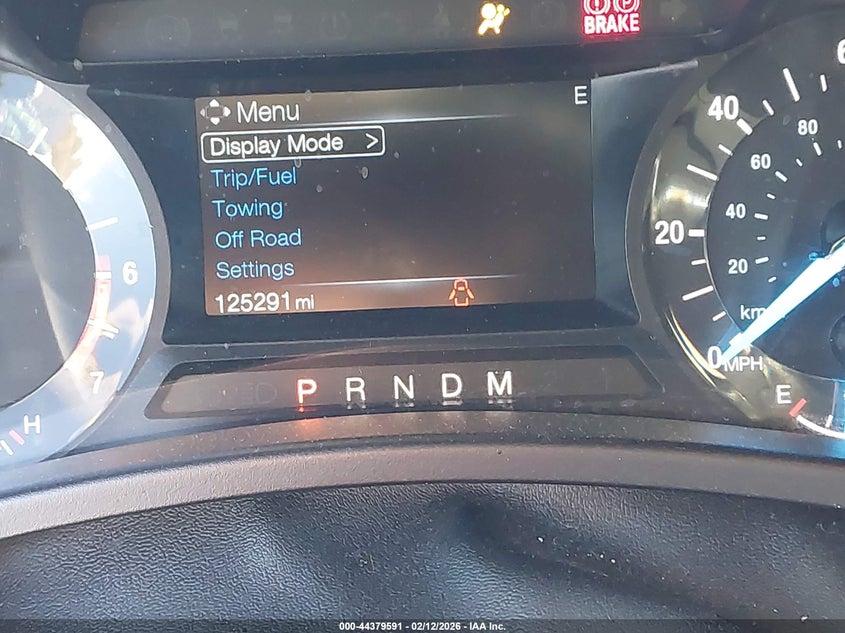 BRAKE
Menu
E
Display Mode >
Trip/Fuel
Towing
Off Road
Settings
125291 mi
P R N D M
6
7
H
40
20
0
MPH
80
60
40
20
km
E
000-44379591 - 02/12/2026 - IAA Inc.